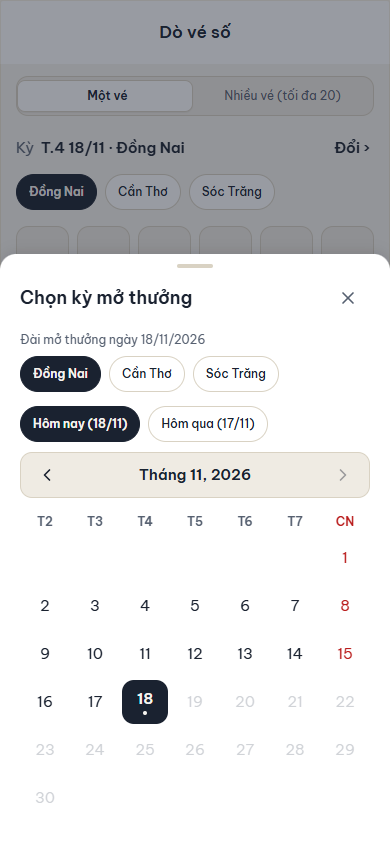 Dò vé số
Một vé
Nhiều vé (tối đa 20)
Kỳ T.4 18/11 · Đồng Nai
Đổi ›
Đồng Nai
Cần Thơ
Sóc Trăng
Chọn kỳ mở thưởng
Đài mở thưởng ngày 18/11/2026
Đồng Nai
Cần Thơ
Sóc Trăng
Hôm nay (18/11)
Hôm qua (17/11)
Tháng 11, 2026
T2 T3 T4 T5 T6 T7 CN
1
2 3 4 5 6 7 8
9 10 11 12 13 14 15
16 17 18 19 20 21 22
23 24 25 26 27 28 29
30